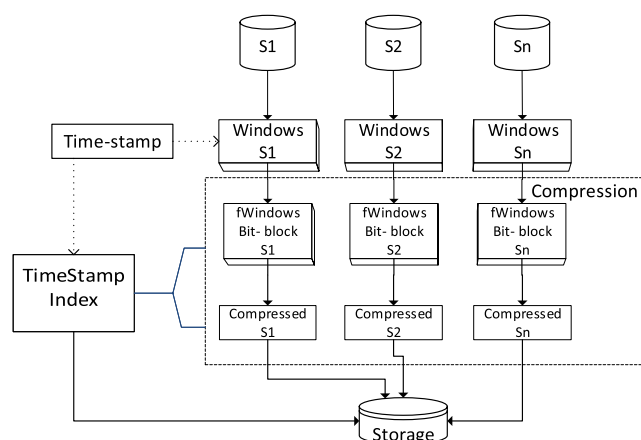 S1
S2
Sn
Time-stamp
Windows
S1
Windows
S2
Windows
Sn
Compression
fWindows
Bit- block
S1
fWindows
Bit- block
S2
fWindows
Bit- block
Sn
TimeStamp
Index
Compressed
S1
Compressed
S2
Compressed
Sn
Storage